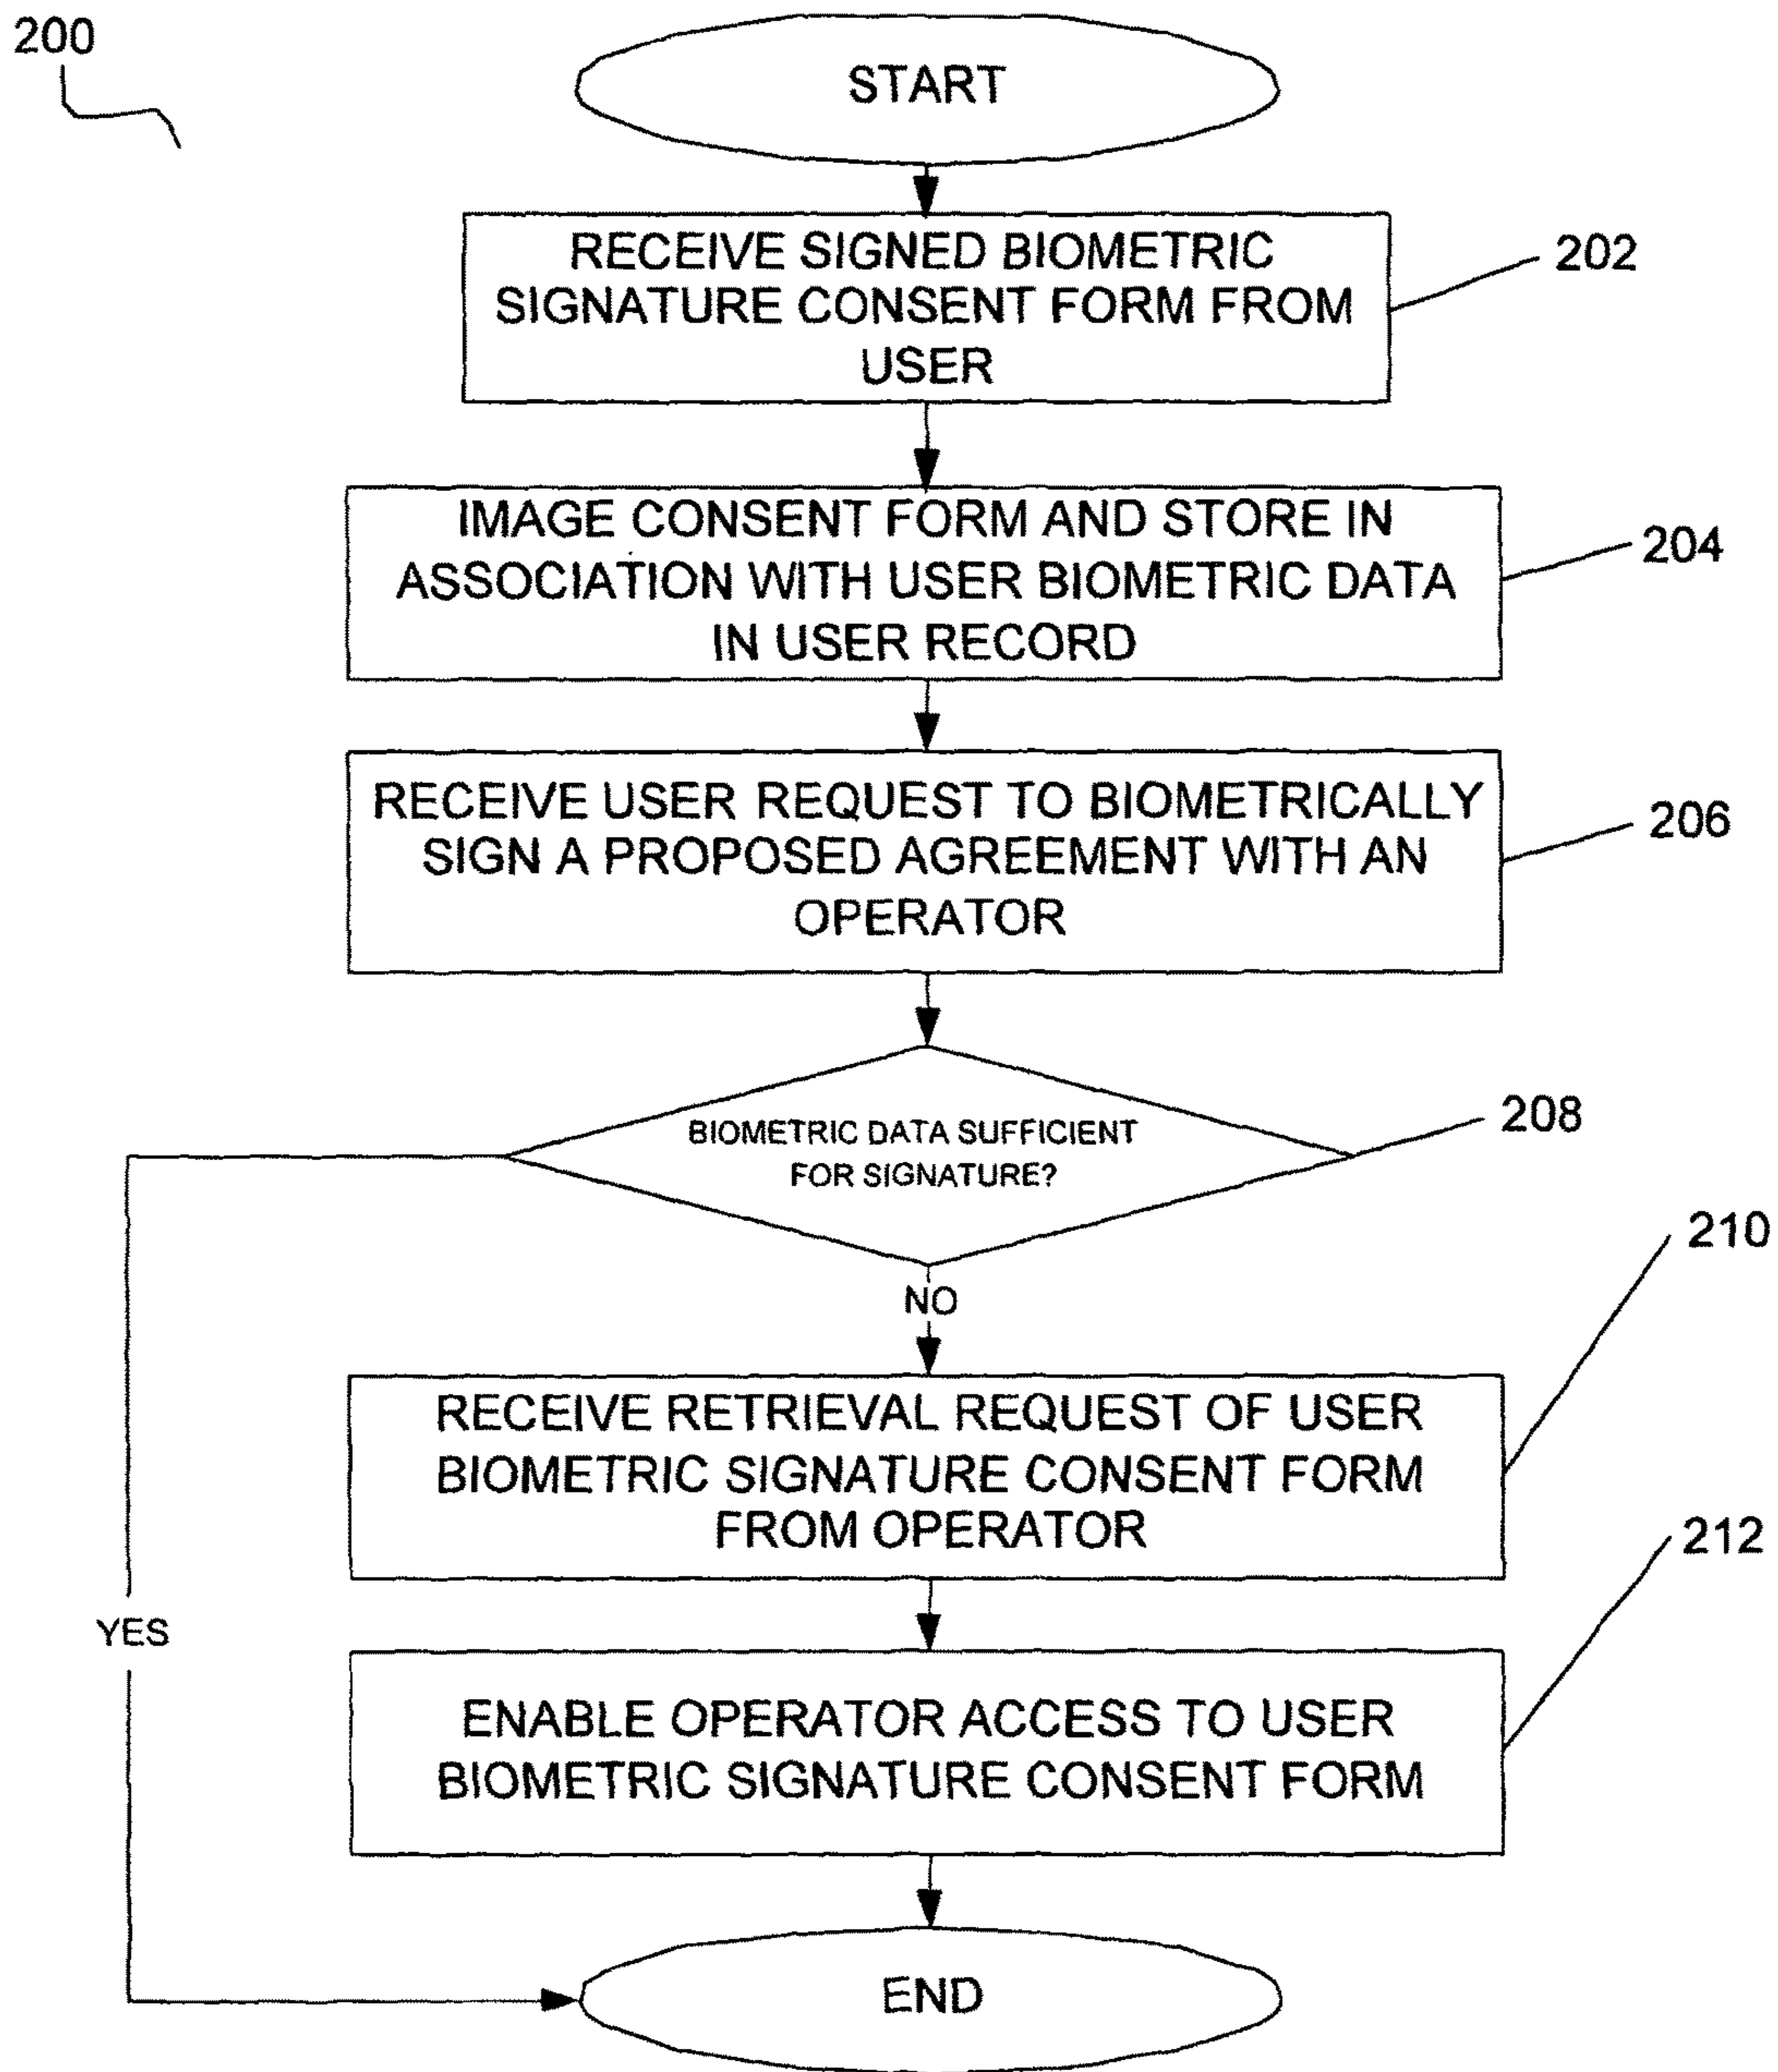 200
START
RECEIVE SIGNED BIOMETRIC
SIGNATURE CONSENT FORM FROM
USER
202
IMAGE CONSENT FORM AND STORE IN
ASSOCIATION WITH USER BIOMETRIC DATA
IN USER RECORD
204
RECEIVE USER REQUEST TO BIOMETRICALLY
SIGN A PROPOSED AGREEMENT WITH AN
OPERATOR
206
BIOMETRIC DATA SUFFICIENT
FOR SIGNATURE?
208
NO
RECEIVE RETRIEVAL REQUEST OF USER
BIOMETRIC SIGNATURE CONSENT FORM
FROM OPERATOR
210
YES
ENABLE OPERATOR ACCESS TO USER
BIOMETRIC SIGNATURE CONSENT FORM
212
END